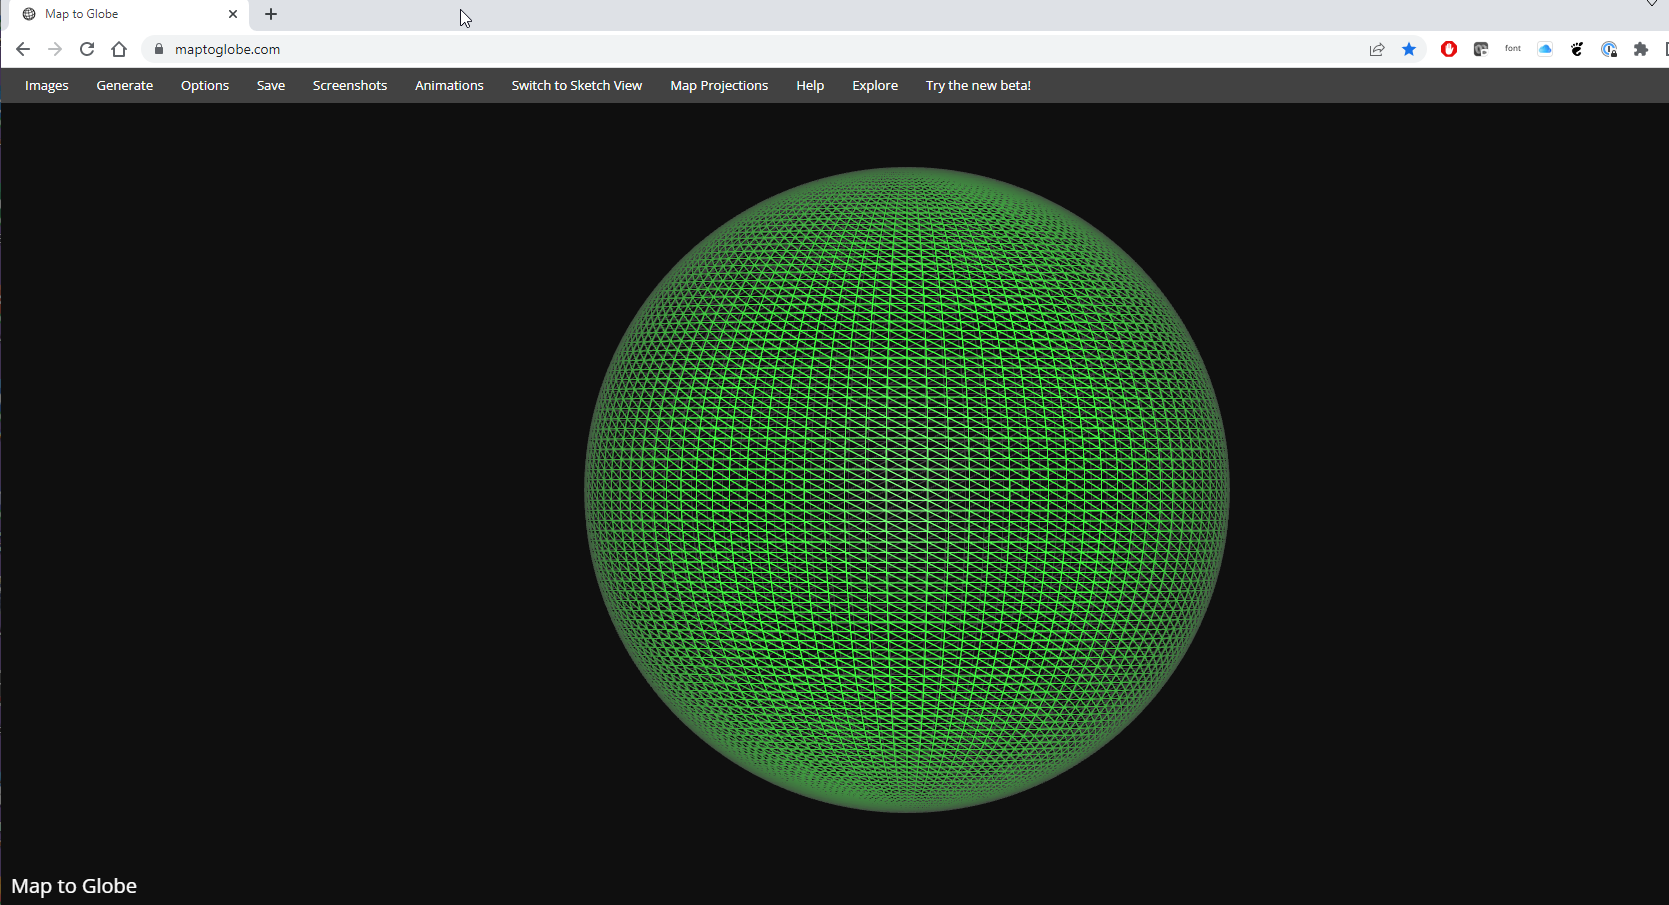 Map to Globe
maptoglobe.com
font
Images Generate Options Save Screenshots Animations Switch to Sketch View Map Projections Help Explore Try the new beta!
Map to Globe